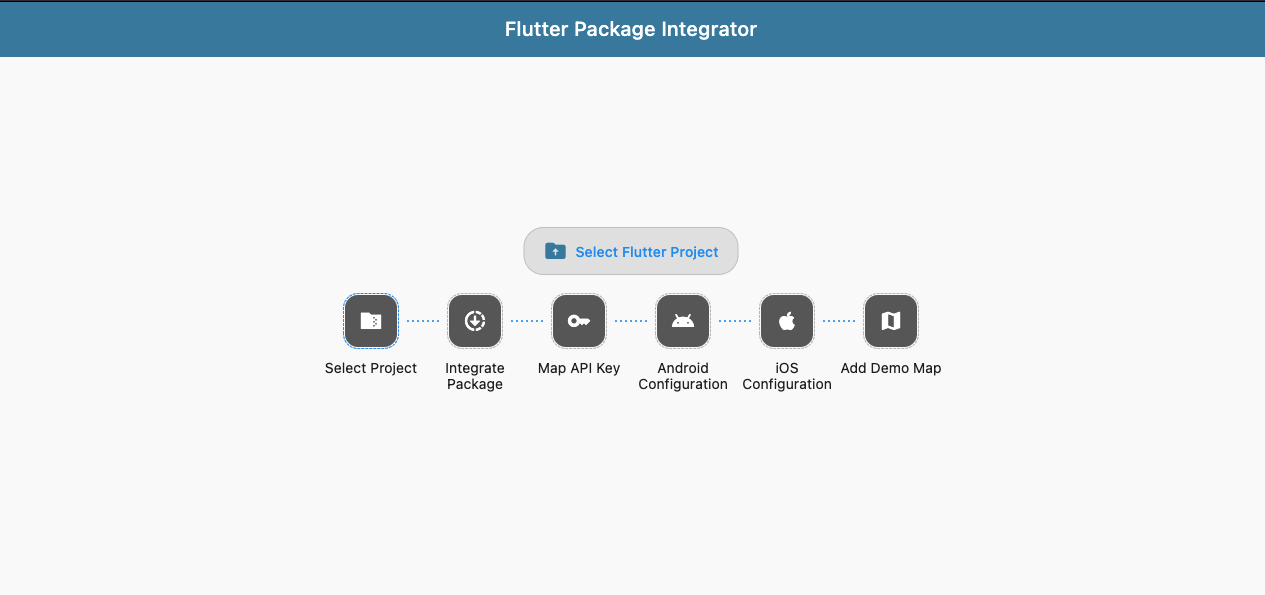 Flutter Package Integrator
Select Flutter Project
Select Project
Integrate
Package
Map API Key
Android
Configuration
iOS
Configuration
Add Demo Map